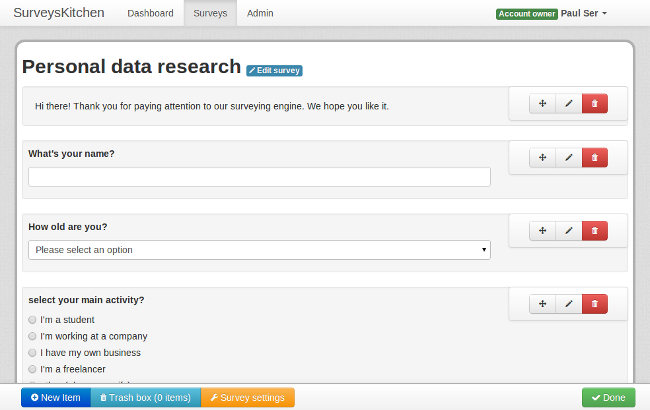 SurveysKitchen Dashboard Surveys Admin Account owner Paul Ser
Personal data research Edit survey
Hi there! Thank you for paying attention to our surveying engine. We hope you like it.
What's your name?
How old are you?
Please select an option
select your main activity?
I'm a student
I'm working at a company
I have my own business
I'm a freelancer
New Item Trash box (0 items) Survey settings Done